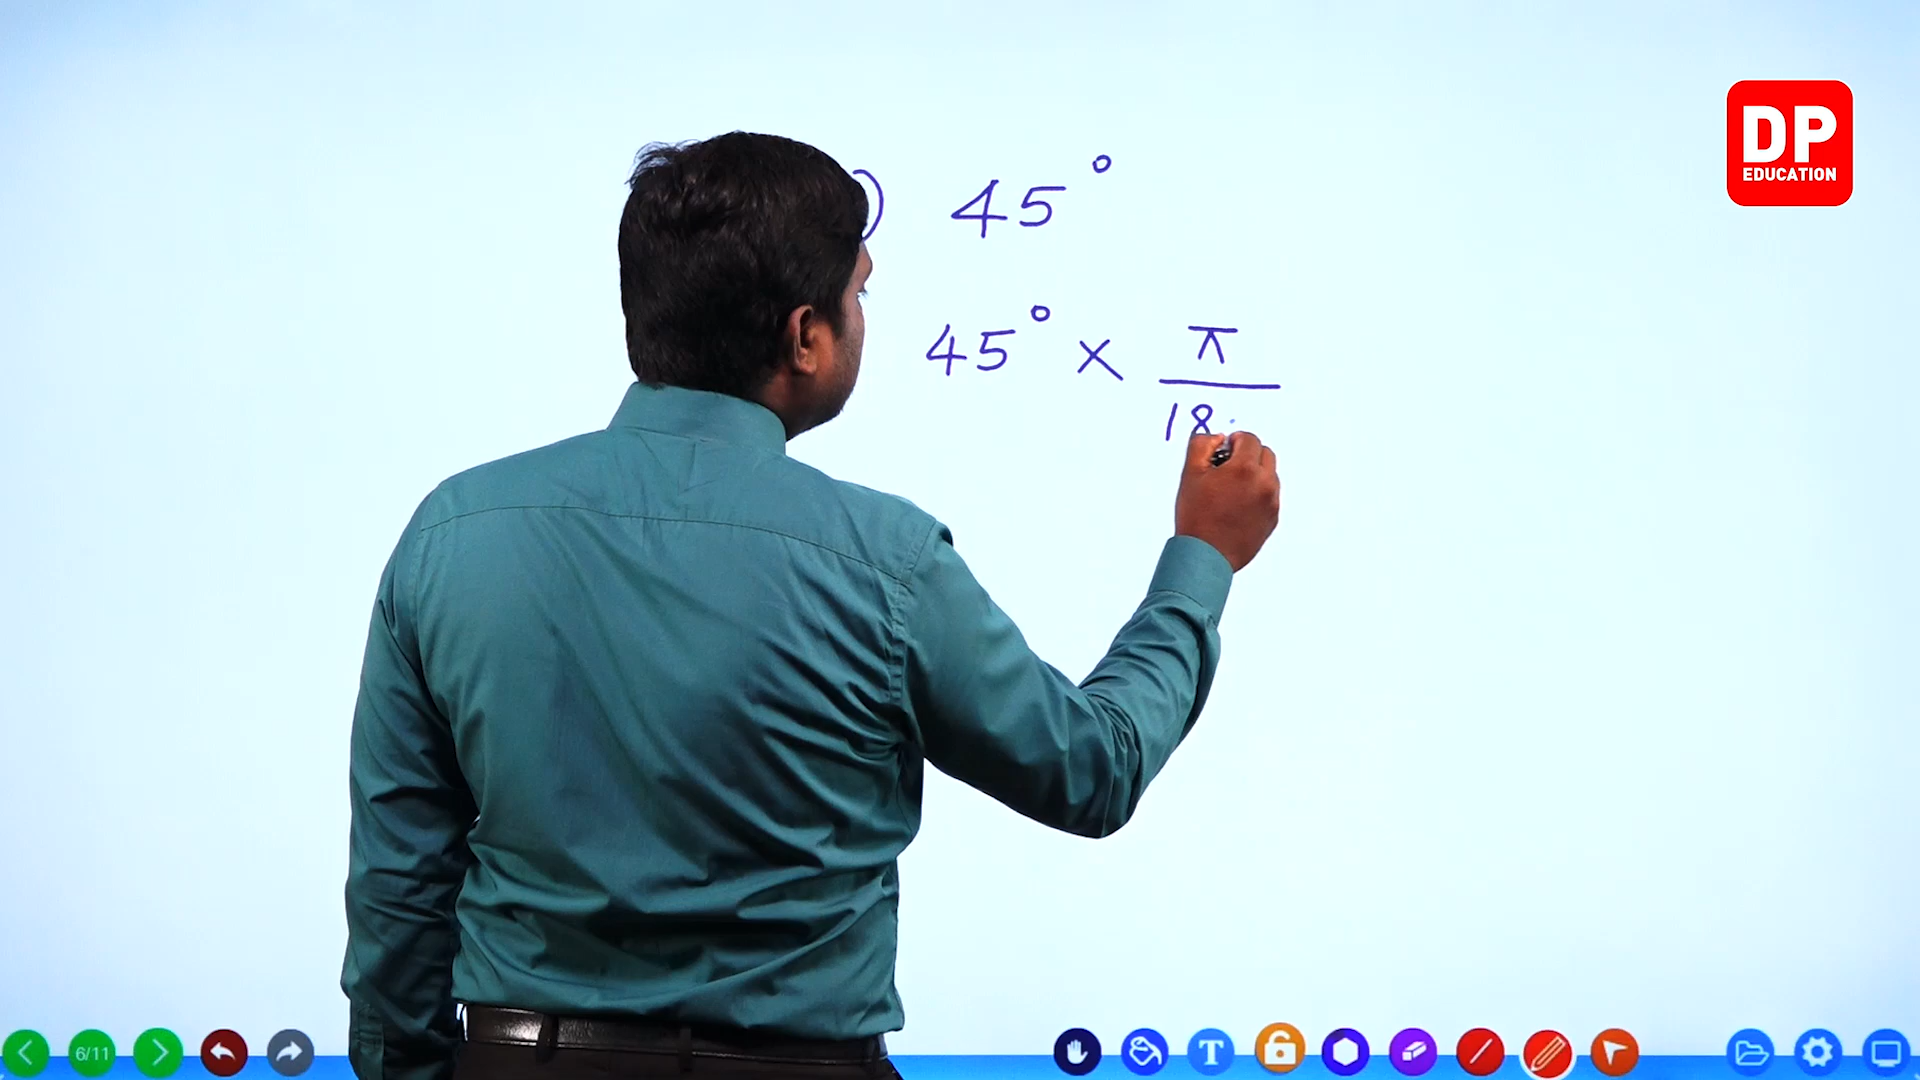 DP
EDUCATION
) 45°
45° × π
18
6/11
T